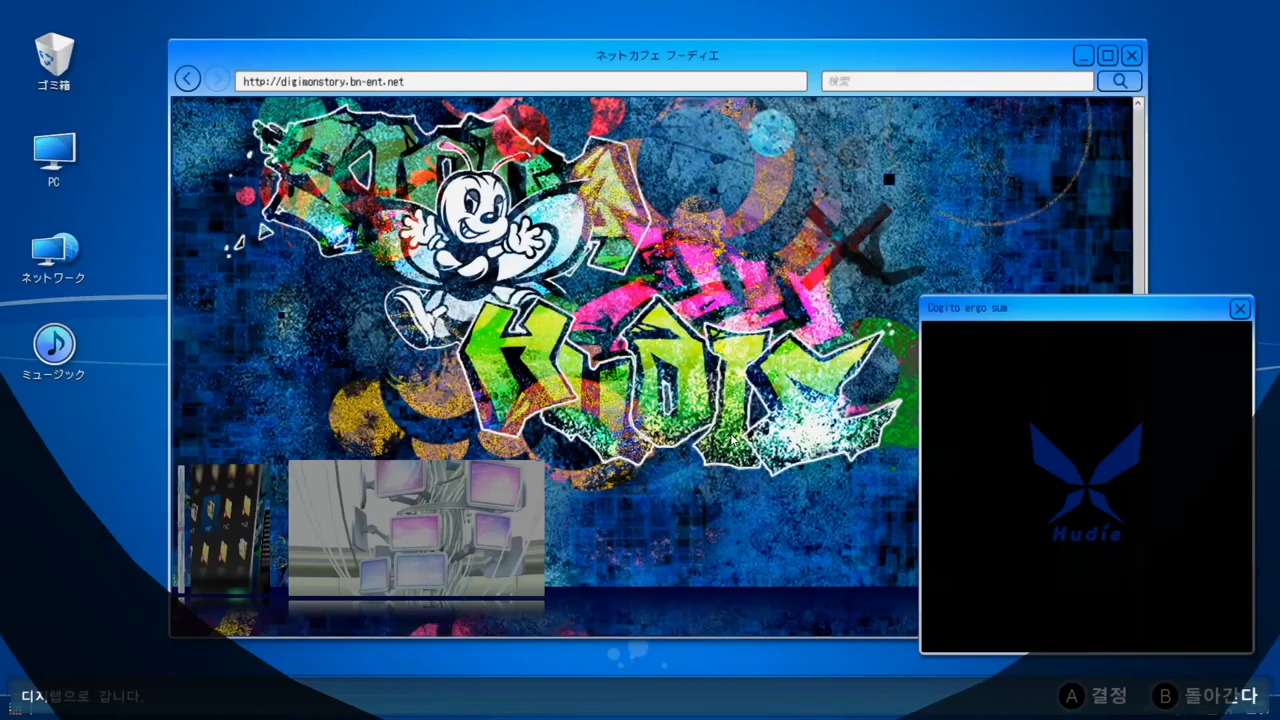 ゴミ箱
PC
ネットワーク
ミュージック
ネットカフェ フーディエ
http://digimonstory.bn-ent.net
検索
HUDIE
Cogito ergo sum
Hudie
디지랩으로 갑니다.
A 결정
B 돌아간다